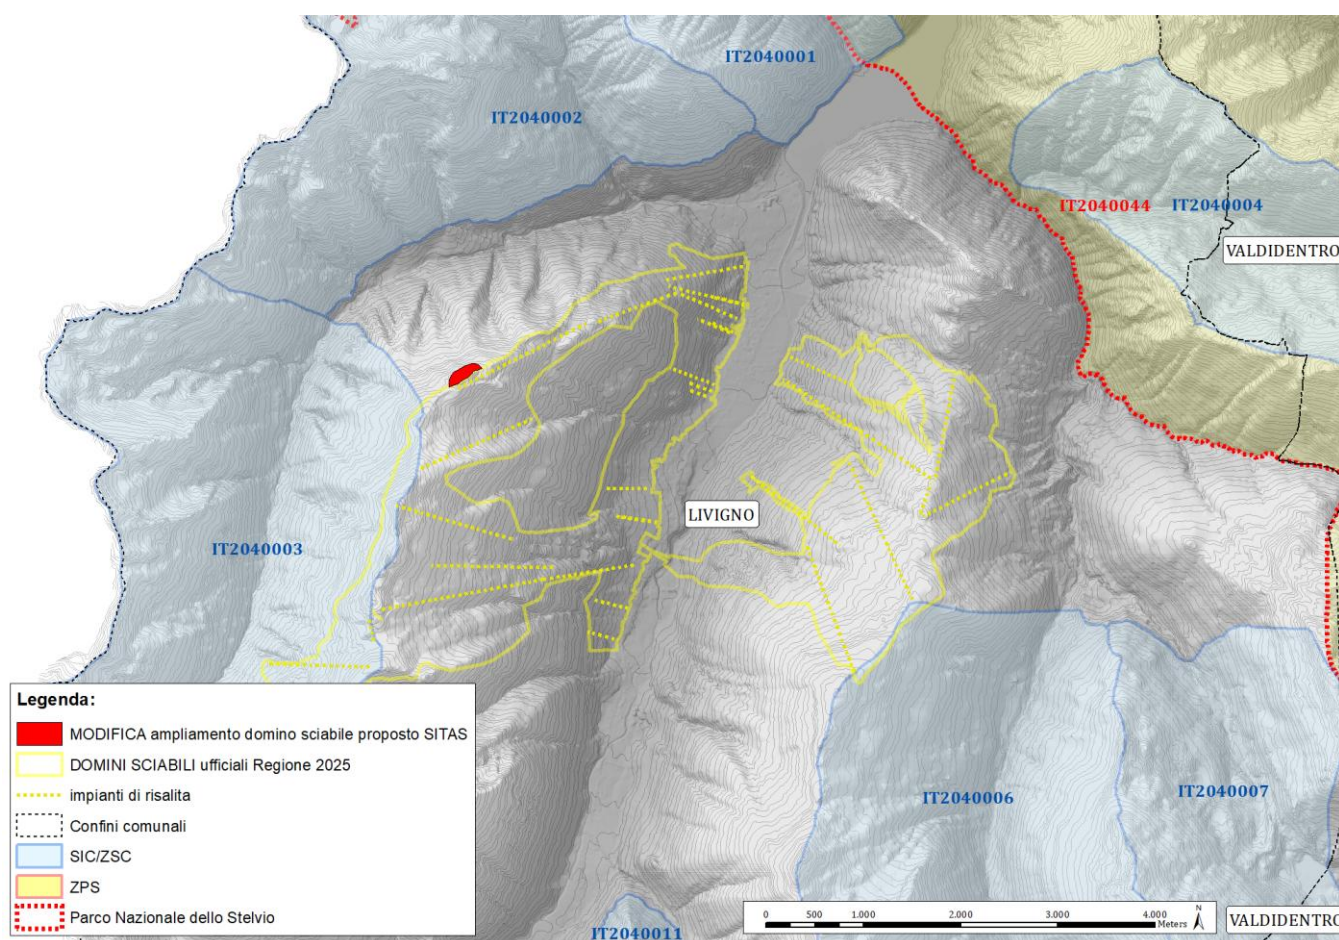 IT2040001
IT2040002
IT2040044
IT2040004
VALDIDENTRO
LIVIGNO
IT2040003
IT2040006
IT2040007
IT2040011
Legenda:
MODIFICA ampliamento domino sciabile proposto SITAS
DOMINI SCIABILI ufficiali Regione 2025
impianti di risalita
Confini comunali
SIC/ZSC
ZPS
Parco Nazionale dello Stelvio
0 500 1.000 2.000 3.000 4.000
Meters
N
VALDIDENTRO